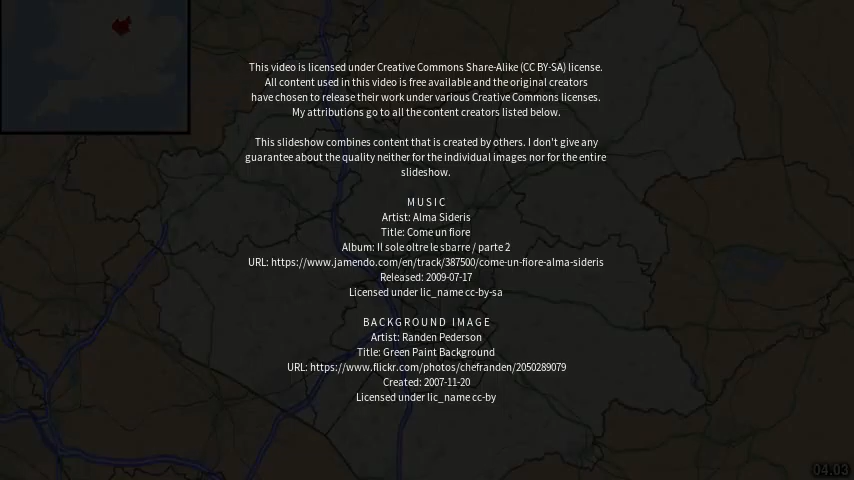 This video is licensed under Creative Commons Share-Alike (CC BY-SA) license.
All content used in this video is free available and the original creators
have chosen to release their work under various Creative Commons licenses.
My attributions go to all the content creators listed below.
This slideshow combines content that is created by others. I don't give any
guarantee about the quality neither for the individual images nor for the entire
slideshow.
MUSIC
Artist: Alma Sideris
Title: Come un fiore
Album: Il sole oltre le sbarre / parte 2
URL: https://www.jamendo.com/en/track/387500/come-un-fiore-alma-sideris
Released: 2009-07-17
Licensed under lic_name cc-by-sa
BACKGROUND IMAGE
Artist: Randen Pederson
Title: Green Paint Background
URL: https://www.flickr.com/photos/chefranden/2050289079
Created: 2007-11-20
Licensed under lic_name cc-by
04.03